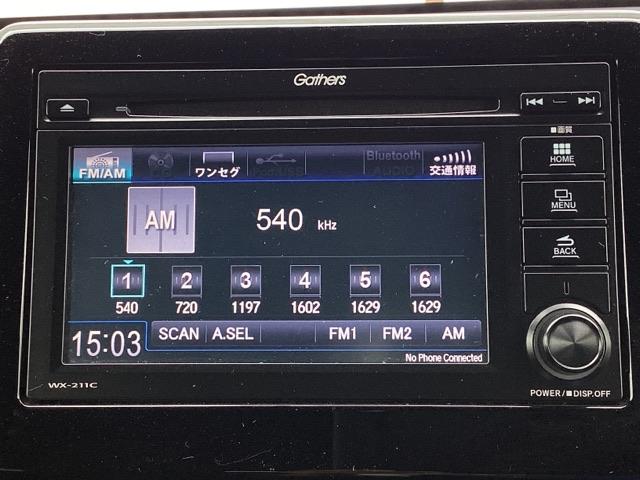 Gathers
■画質
HOME
MENU
BACK
FM/AM
ワンセグ
Bluetooth
AUDIO
交通情報
AM
540 kHz
1 2 3 4 5 6
540 720 1197 1602 1629 1629
15:03
SCAN A.SEL FM1 FM2 AM
No Phone Connected
WX-211C
POWER/■DISP.OFF